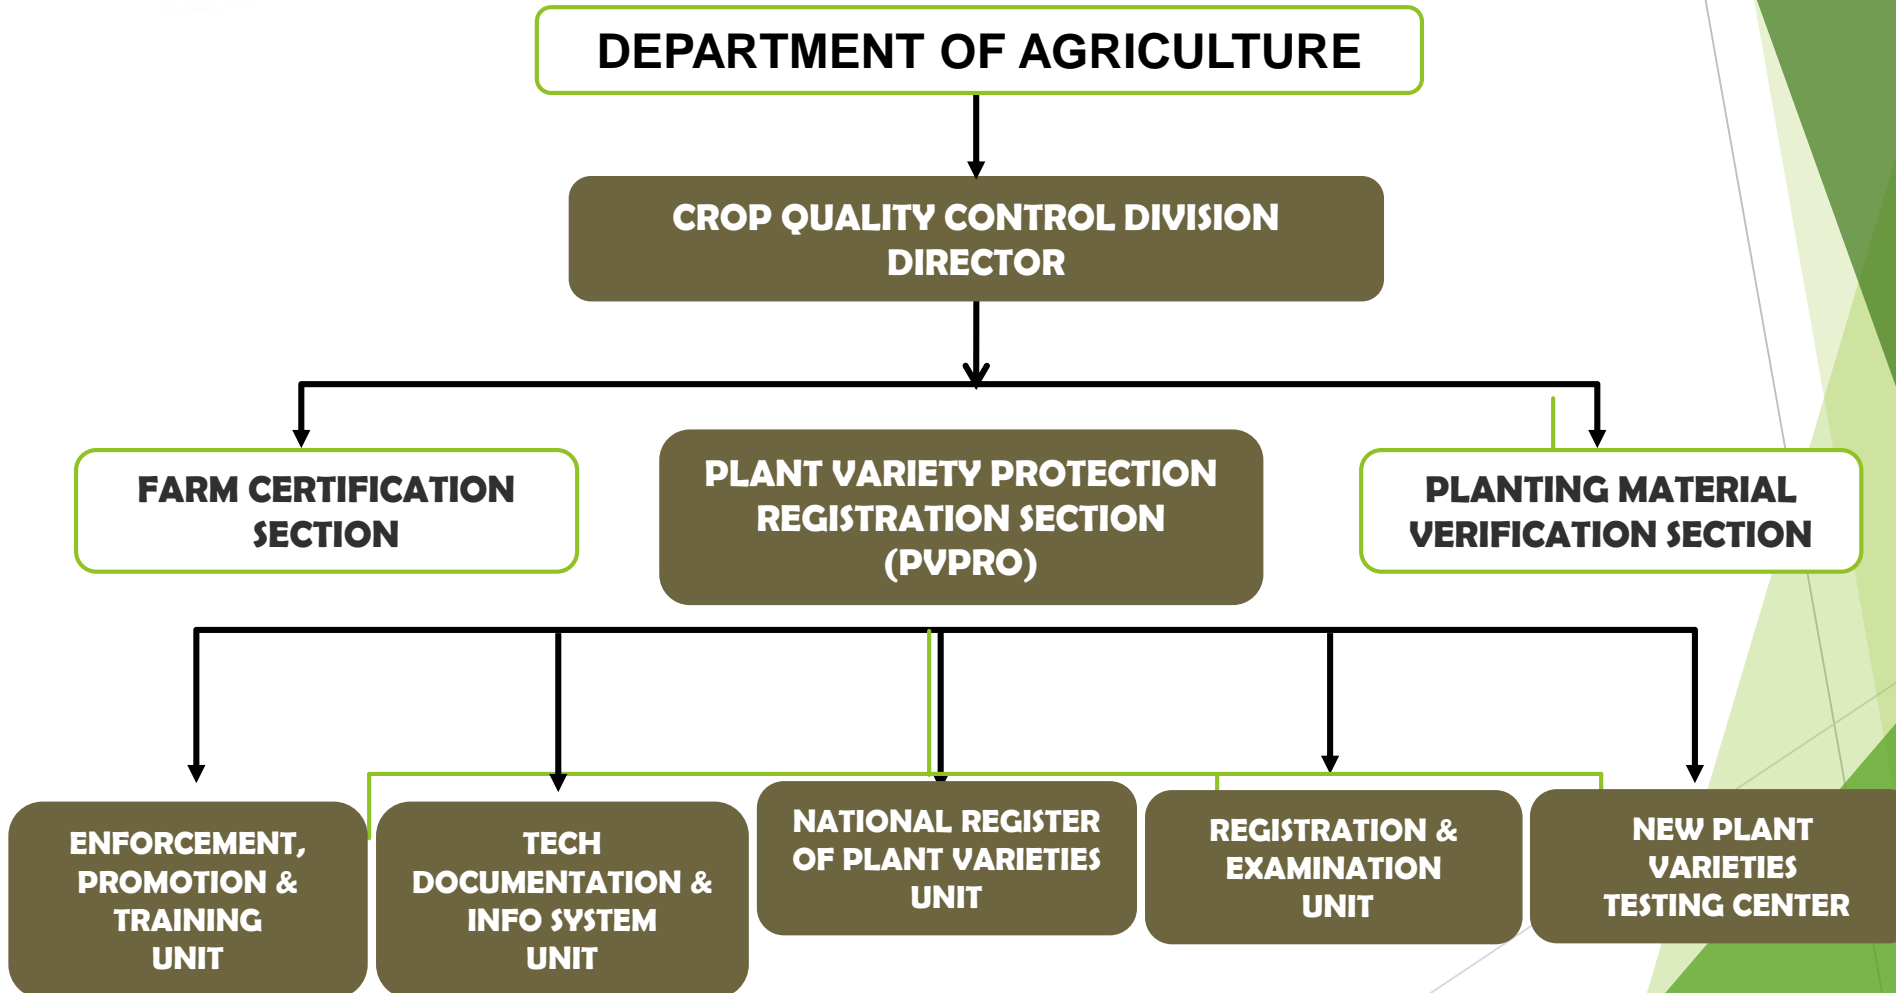 DEPARTMENT OF AGRICULTURE
CROP QUALITY CONTROL DIVISION
DIRECTOR
FARM CERTIFICATION
SECTION
PLANT VARIETY PROTECTION
REGISTRATION SECTION
(PVPRO)
PLANTING MATERIAL
VERIFICATION SECTION
ENFORCEMENT,
PROMOTION &
TRAINING
UNIT
TECH
DOCUMENTATION &
INFO SYSTEM
UNIT
NATIONAL REGISTER
OF PLANT VARIETIES
UNIT
REGISTRATION &
EXAMINATION
UNIT
NEW PLANT
VARIETIES
TESTING CENTER